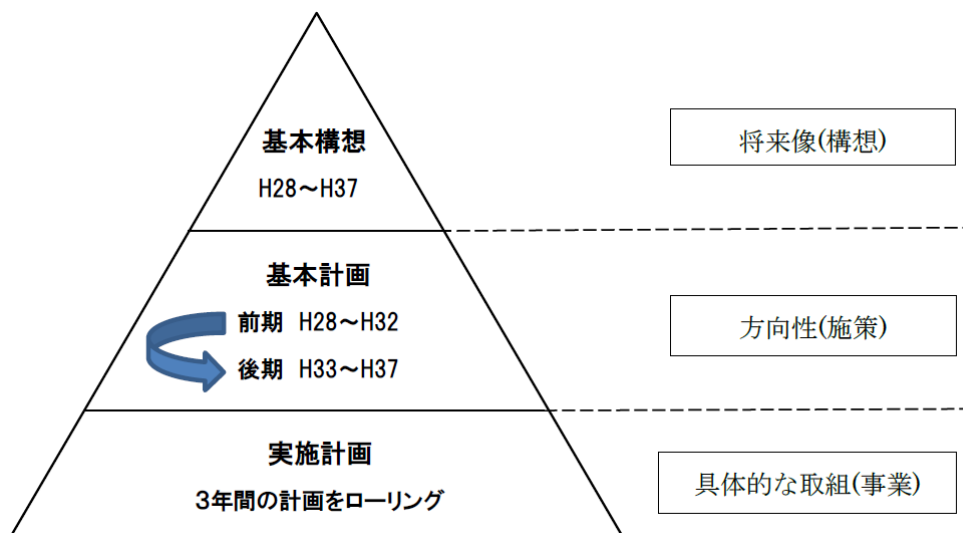 基本構想
H28～H37
将来像(構想)
基本計画
前期 H28～H32
後期 H33～H37
方向性(施策)
実施計画
3年間の計画をローリング
具体的な取組(事業)